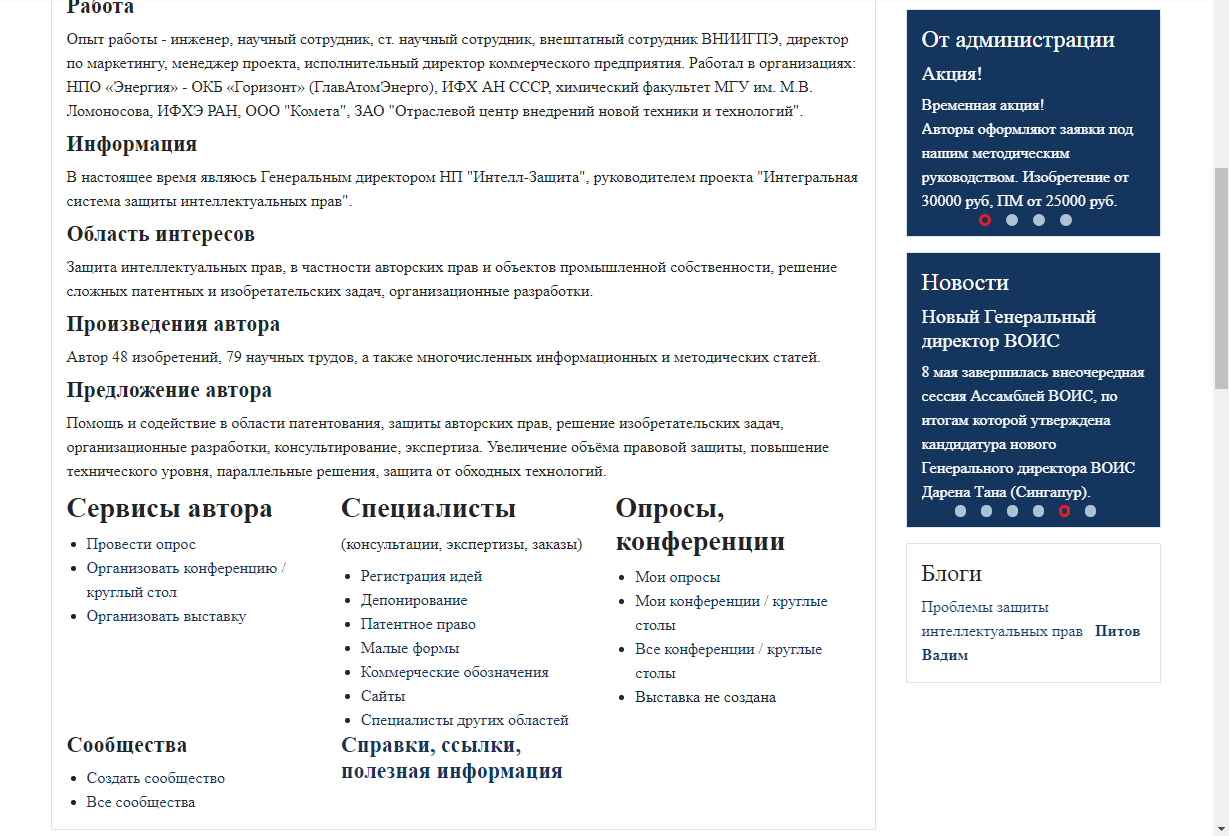 Работа
Опыт работы - инженер, научный сотрудник, ст. научный сотрудник, внештатный сотрудник ВНИИГПЭ, директор
по маркетингу, менеджер проекта, исполнительный директор коммерческого предприятия. Работал в организациях:
НПО «Энергия» - ОКБ «Горизонт» (ГлавАтомЭнерго), ИФХ АН СССР, химический факультет МГУ им. М.В.
Ломоносова, ИФХЭ РАН, ООО "Комета", ЗАО "Отраслевой центр внедрений новой техники и технологий".
Информация
В настоящее время являюсь Генеральным директором НП "Интелл-Защита", руководителем проекта "Интегральная
система защиты интеллектуальных прав".
Область интересов
Защита интеллектуальных прав, в частности авторских прав и объектов промышленной собственности, решение
сложных патентных и изобретательских задач, организационные разработки.
Произведения автора
Автор 48 изобретений, 79 научных трудов, а также многочисленных информационных и методических статей.
Предложение автора
Помощь и содействие в области патентования, защиты авторских прав, решение изобретательских задач,
организационные разработки, консультирование, экспертиза. Увеличение объёма правовой защиты, повышение
технического уровня, параллельные решения, защита от обходных технологий.
Сервисы автора
Провести опрос
Организовать конференцию /
круглый стол
Организовать выставку
Специалисты
(консультации, экспертизы, заказы)
Регистрация идей
Депонирование
Патентное право
Малые формы
Коммерческие обозначения
Сайты
Специалисты других областей
Опросы,
конференции
Мои опросы
Мои конференции / круглые
столы
Все конференции / круглые
столы
Выставка не создана
Сообщества
Создать сообщество
Все сообщества
Справки, ссылки,
полезная информация
От администрации
Акция!
Временная акция!
Авторы оформляют заявки под
нашим методическим
руководством. Изобретение от
30000 руб, ПМ от 25000 руб.
Новости
Новый Генеральный
директор ВОИС
8 мая завершилась внеочередная
сессия Ассамблей ВОИС, по
итогам которой утверждена
кандидатура нового
Генерального директора ВОИС
Дарена Тана (Сингапур).
Блоги
Проблемы защиты
интеллектуальных прав Питов
Вадим